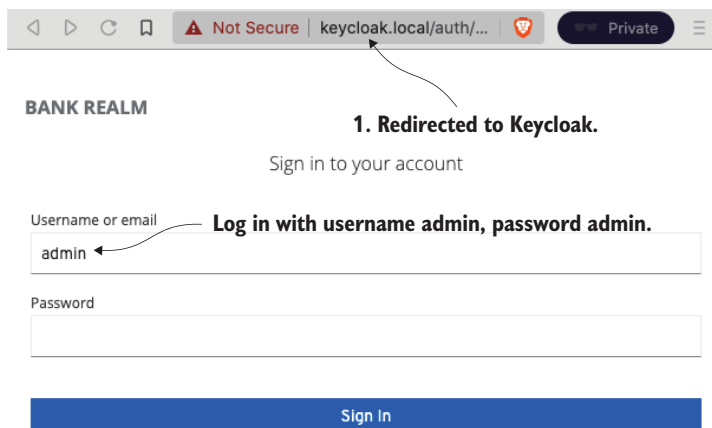 Not Secure keycloak.local/auth/... Private
BANK REALM
1. Redirected to Keycloak.
Sign in to your account
Username or email
Log in with username admin, password admin.
admin
Password
Sign In